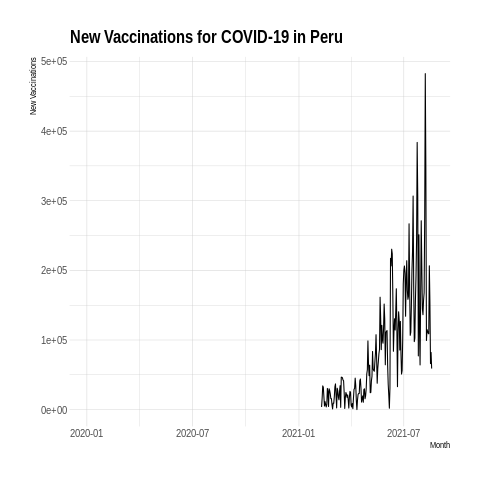 New Vaccinations for COVID-19 in Peru
New Vaccinations
5e+05
4e+05
3e+05
2e+05
1e+05
0e+00
2020-01
2020-07
2021-01
2021-07
Month